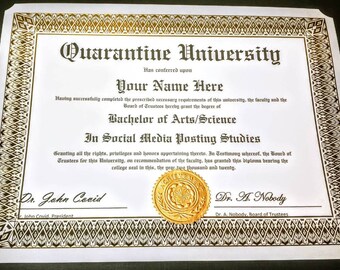 Quarantine University
Has conferred upon
Your Name Here
Having successfully completed the prescribed necessary requirements of this university, the faculty and the
Board of Trustees hereby grant the degree of
Bachelor of Arts/Science
In Social Media Posting Studies
Granting all the rights, privileges and honors appertaining thereto. In Testimony whereof, the Board of
Trustees for this University, on recommendation of the faculty, has granted this diploma bearing the
college seal to this, the year two thousand and twenty.
Dr. John Covid
Dr. A. Nobody
John Covid, President
Dr. A. Nobody, Board of Trustees